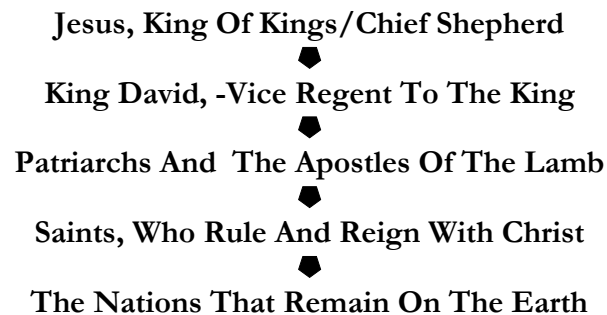 Jesus, King Of Kings/Chief Shepherd
King David, -Vice Regent To The King
Patriarchs And The Apostles Of The Lamb
Saints, Who Rule And Reign With Christ
The Nations That Remain On The Earth